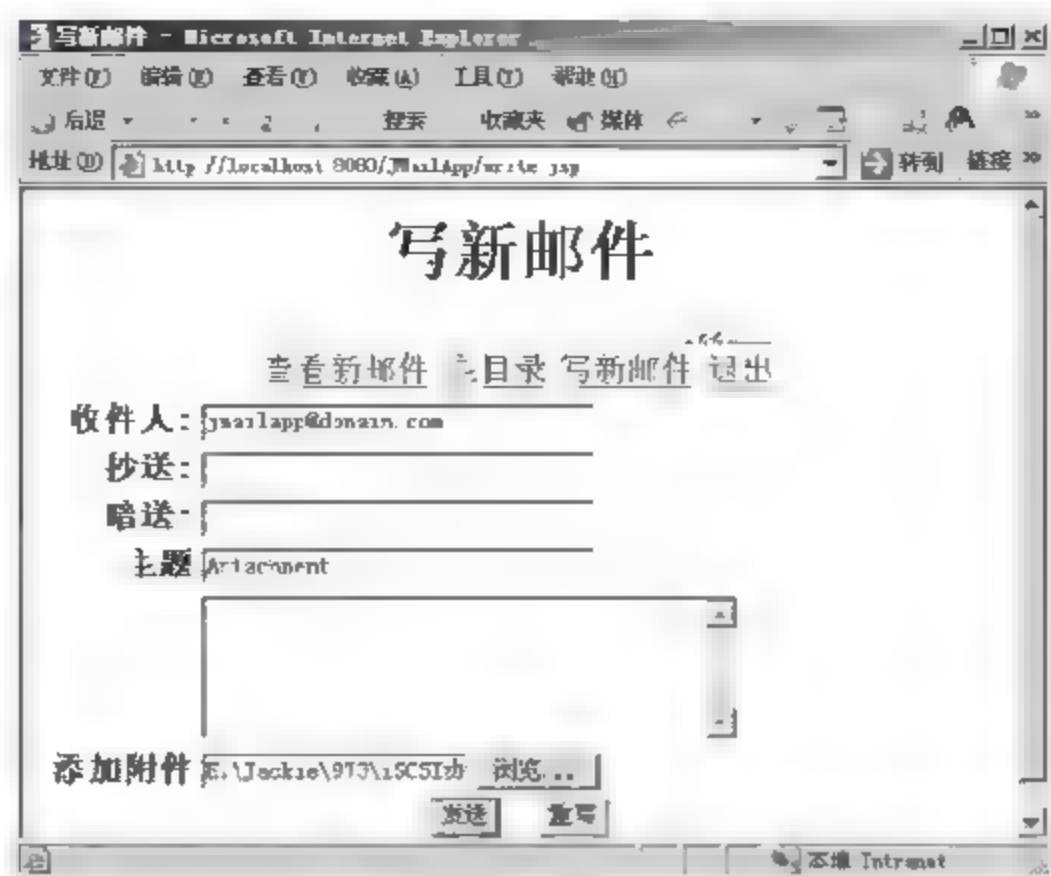 写新邮件 - Microsoft Internet Explorer
文件(F) 编辑(E) 查看(V) 收藏(A) 工具(T) 帮助(H)
后退 搜索 收藏夹 媒体
地址(D) http://localhost:8080/JMailApp/write.jsp 转到 链接
写新邮件
查看新邮件 主目录 写新邮件 退出
收件人: jmailapp@domain.com
抄送:
暗送:
主题 Attachment
添加附件 E:\Jackie\973\iSCSI 浏览...
发送 重写
本地 Intranet